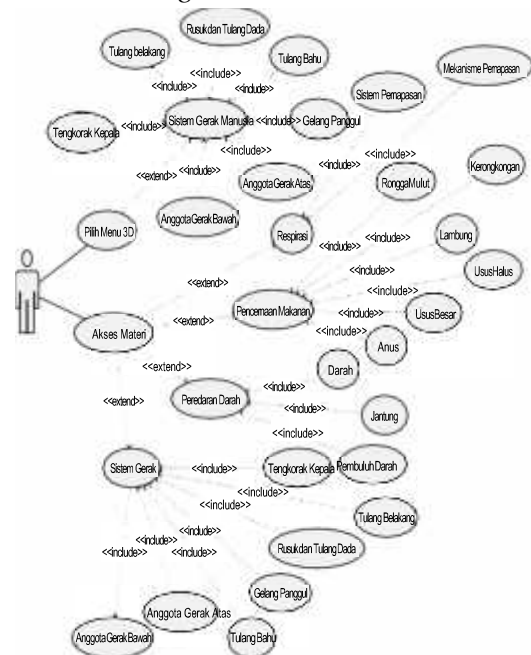 Rusuk dan Tulang Dada
Tulang belakang
Tulang Bahu
Mekanisme Pernapasan
<<include>>
<<include>>
<<include>>
Sistem Pernapasan
Tengkorak Kepala
<<include>>
Sistem Gerak Manusia
<<include>>
Gelang Panggul
<<include>>
<<include>>
<<include>>
Kerongkongan
<<extend>>
Anggota Gerak Atas
Rongga Mulut
Pilih Menu 3D
Anggota Gerak Bawah
Respirasi
Lambung
<<include>>
<<include>>
<<include>>
Usus Halus
<<extend>>
<<include>>
Pencernaan Makanan
<<include>>
Usus Besar
Akses Materi
<<extend>>
<<include>>
Anus
Darah
<<extend>>
<<include>>
<<extend>>
Peredaran Darah
<<include>>
Jantung
<<include>>
Sistem Gerak
<<include>>
Tengkorak Kepala
Pembuluh Darah
<<include>>
<<include>>
Tulang Belakang
<<include>>
<<include>>
<<include>>
<<include>>
Rusuk dan Tulang Dada
Gelang Panggul
Anggota Gerak Atas
Anggota Gerak Bawah
Tulang Bahu